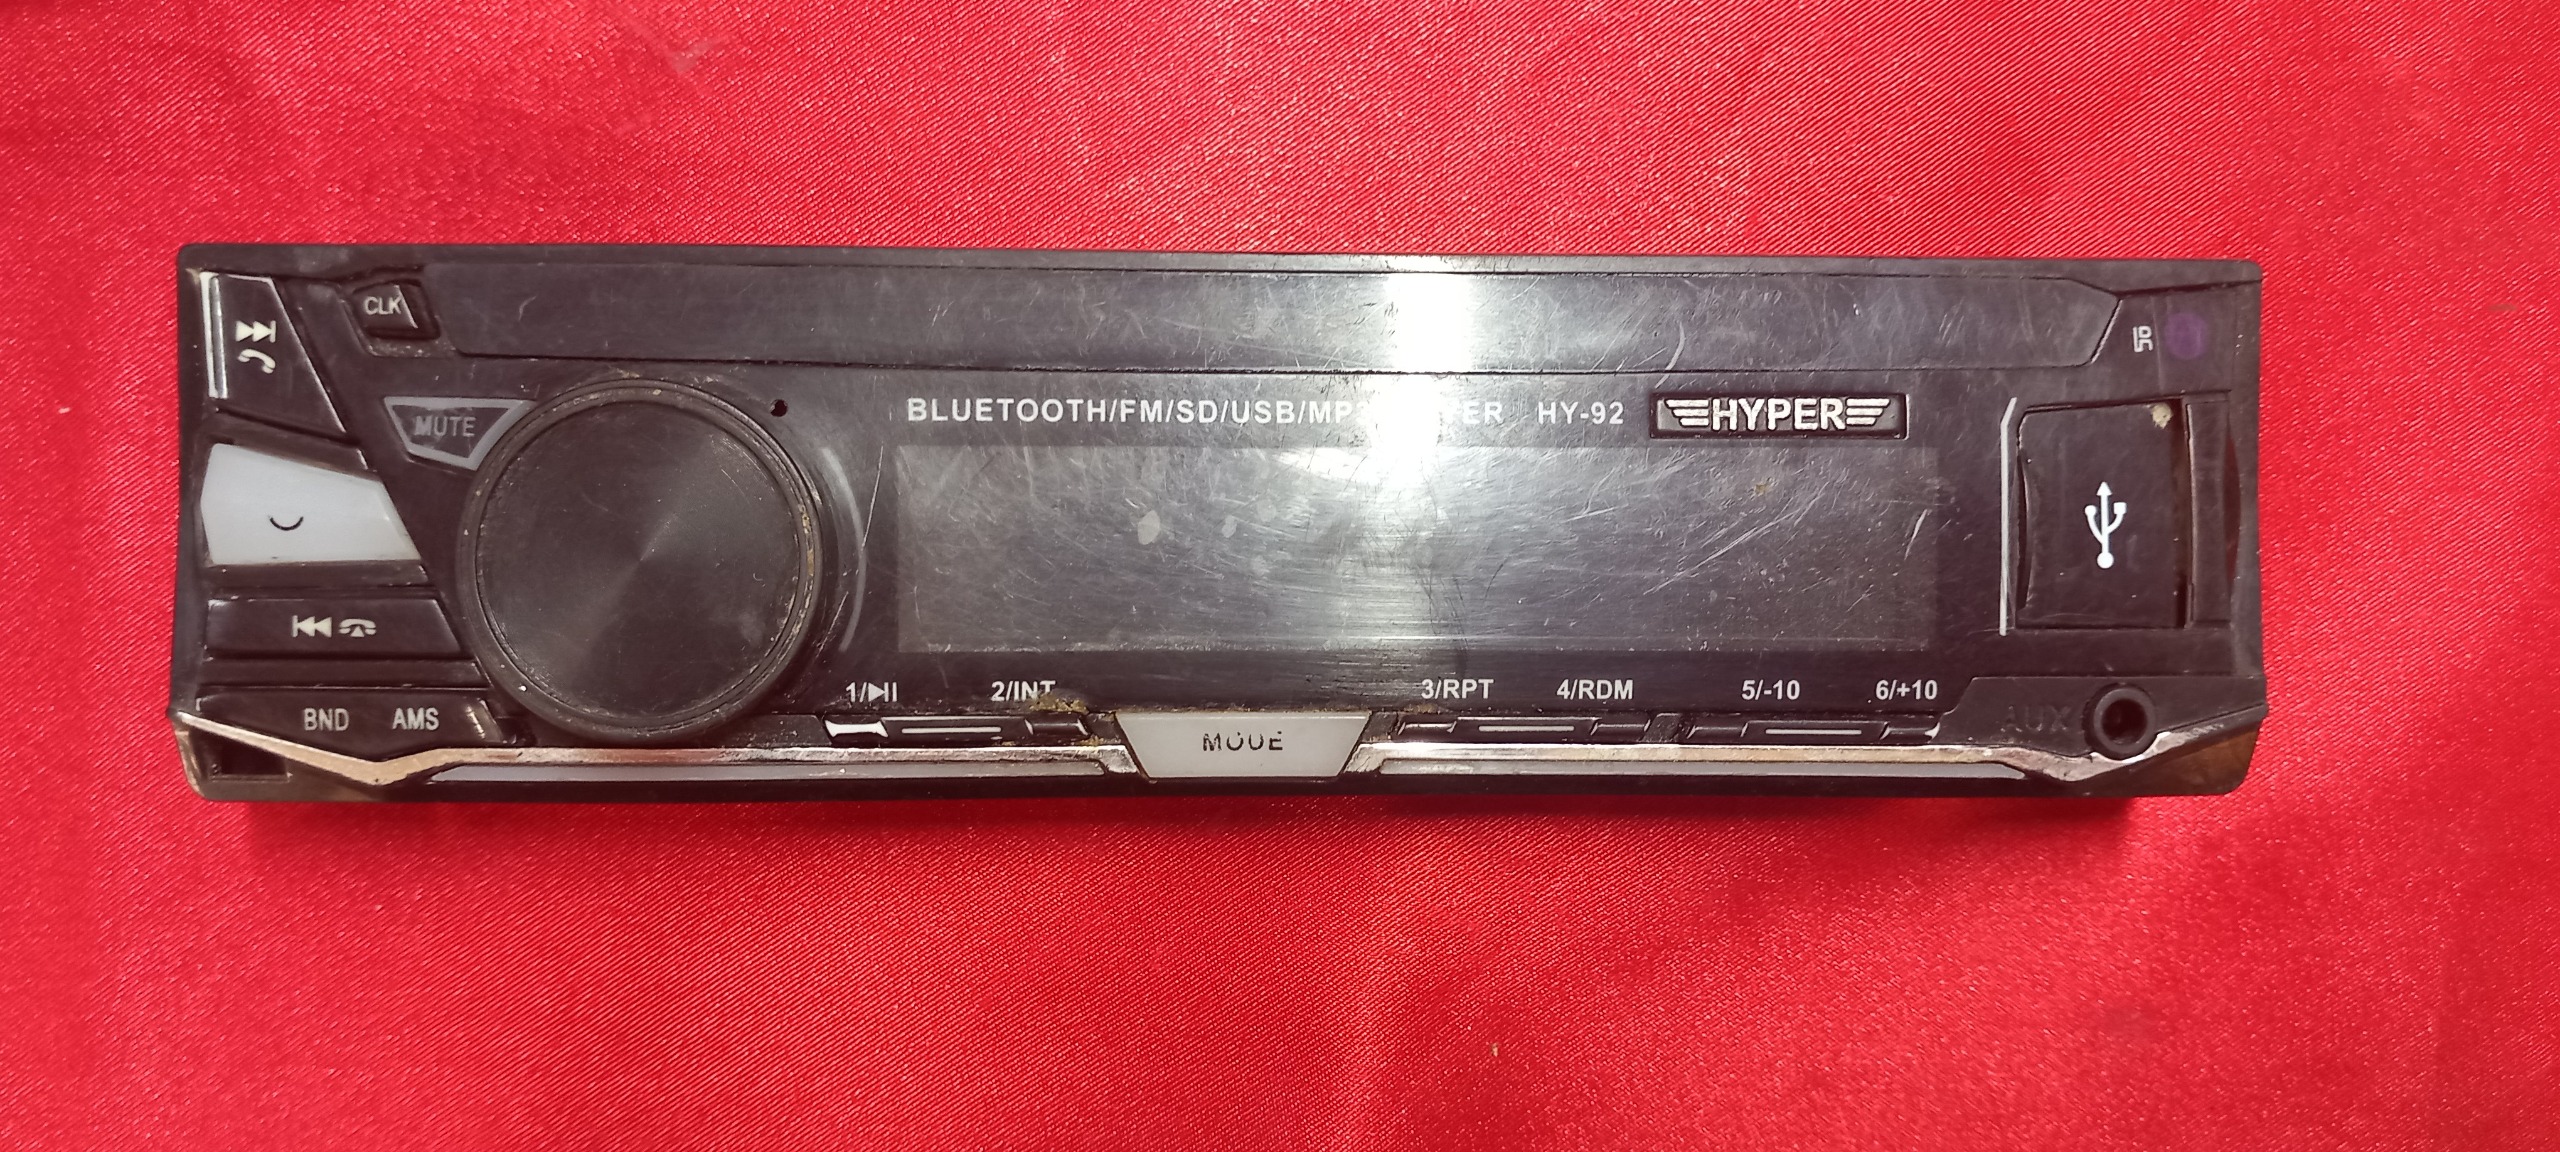 CLK
MUTE
BLUETOOTH/FM/SD/USB/MP ER HY-92
HYPER
1/
2/INT
3/RPT
4/RDM
5/-10
6/+10
BND
AMS
MODE
AUX